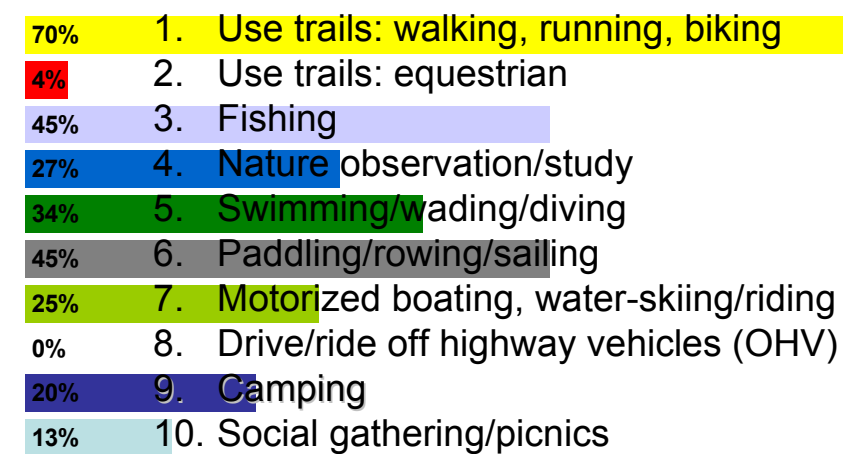 70% 1. Use trails: walking, running, biking
4% 2. Use trails: equestrian
45% 3. Fishing
27% 4. Nature observation/study
34% 5. Swimming/wading/diving
45% 6. Paddling/rowing/sailing
25% 7. Motorized boating, water-skiing/riding
0% 8. Drive/ride off highway vehicles (OHV)
20% 9. Camping
13% 10. Social gathering/picnics